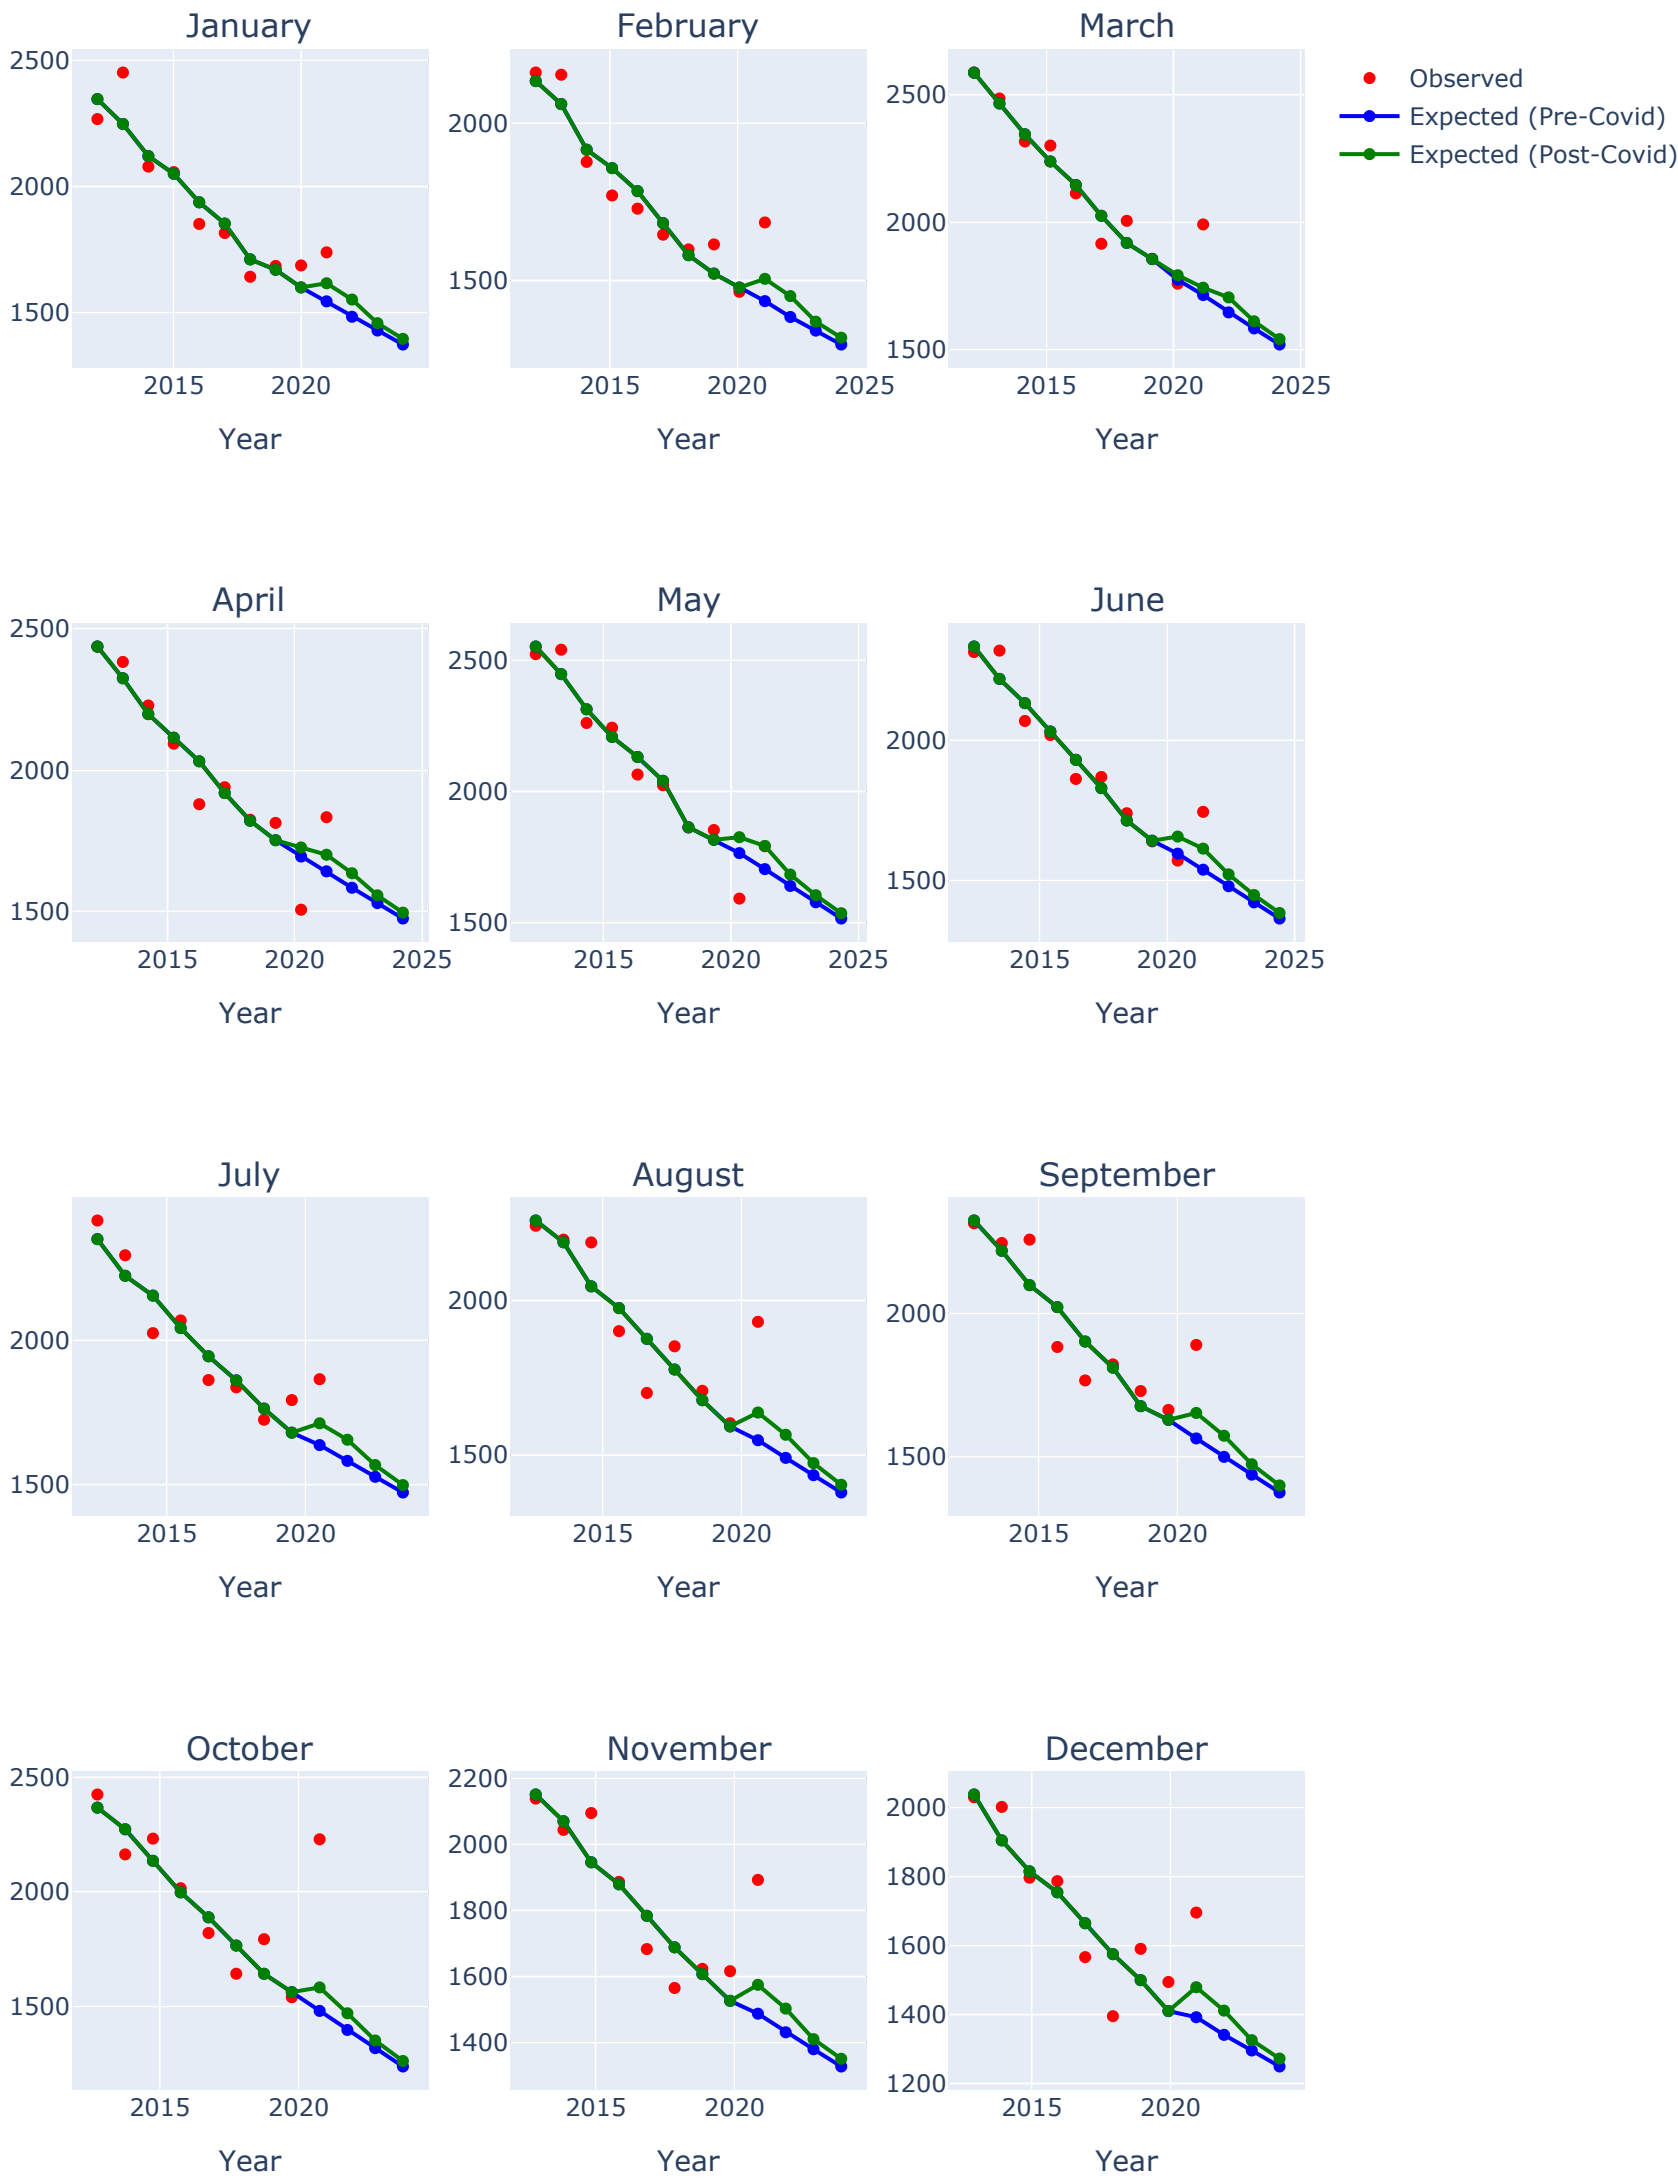 January February March
2500
2000
1500
2015 2020
Year
2000
1500
2015 2020 2025
Year
2500
2000
1500
2015 2020 2025
Year
Observed
Expected (Pre-Covid)
Expected (Post-Covid)
April May June
2500
2000
1500
2015 2020 2025
Year
2500
2000
1500
2015 2020 2025
Year
2000
1500
2015 2020 2025
Year
July August September
2000
1500
2015 2020
Year
2000
1500
2015 2020
Year
2000
1500
2015 2020
Year
October November December
2500
2000
1500
2015 2020
Year
2200
2000
1800
1600
1400
2015 2020
Year
2000
1800
1600
1400
1200
2015 2020
Year